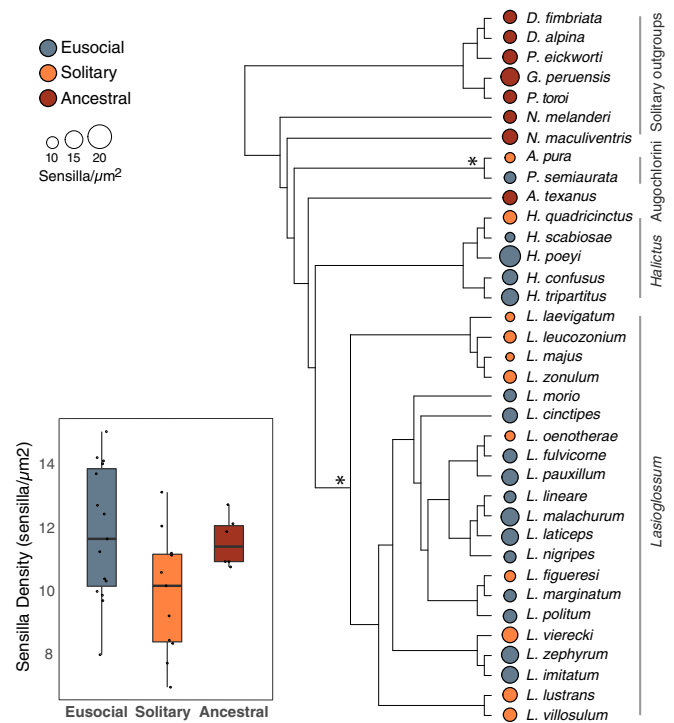 Eusocial
Solitary
Ancestral
10 15 20
Sensilla/μm2
D. fimbriata
D. alpina
P. eickworti
G. peruensis
P. toroi
N. melanderi
N. maculiventris
* A. pura
P. semiaurata
A. texanus
H. quadricinctus
H. scabiosae
H. poeyi
H. confusus
H. tripartitus
L. laevigatum
L. leucozonium
L. majus
L. zonulum
L. morio
L. cinctipes
L. oenotherae
L. fulvicorne
L. pauxillum
*
L. lineare
L. malachurum
L. laticeps
L. nigripes
L. figueresi
L. marginatum
L. politum
L. vierecki
L. zephyrum
L. imitatum
L. lustrans
L. villosulum
Solitary outgroups
Augochlorini
Halictus
Lasioglossum
Sensilla Density (sensilla/μm2)
14
12
10
8
Eusocial Solitary Ancestral